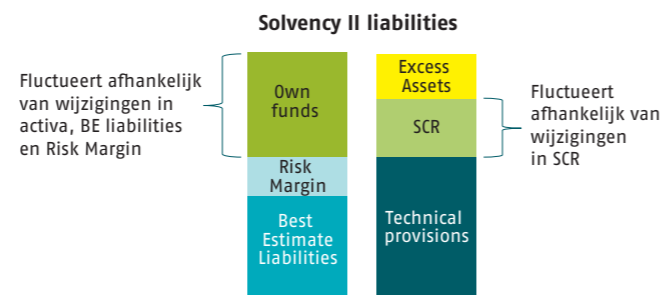 Solvency II liabilities
Fluctueert afhankelijk
van wijzigingen in
activa, BE liabilities
en Risk Margin
Own
funds
Risk
Margin
Best
Estimate
Liabilities
Excess
Assets
SCR
Technical
provisions
Fluctueert
afhankelijk van
wijzigingen
in SCR